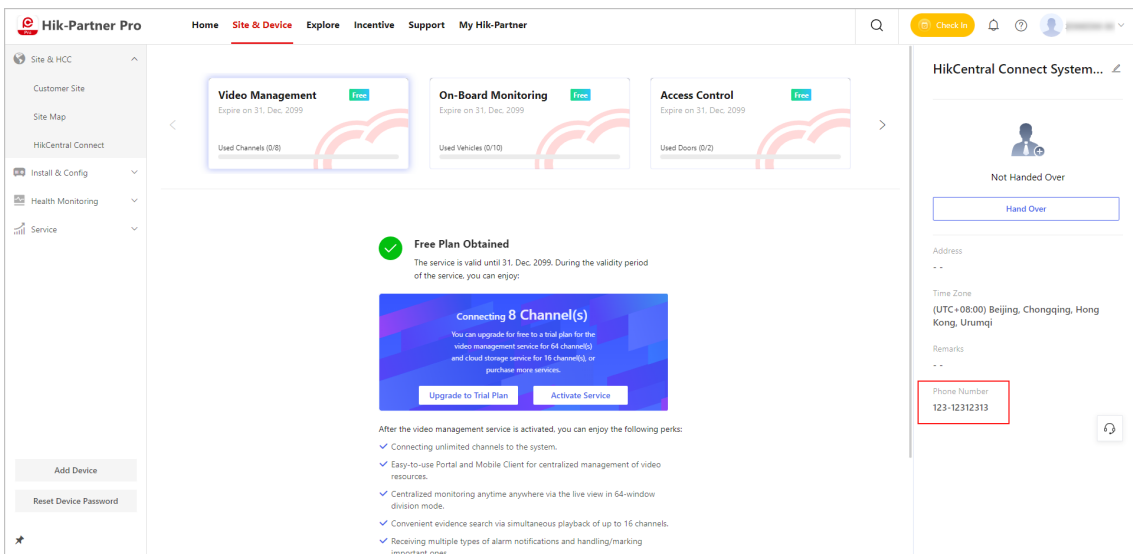 Hik-Partner Pro
Pro
Home Site & Device Explore Incentive Support My Hik-Partner
Check In
Site & HCC
Customer Site
Site Map
HikCentral Connect
Install & Config
Health Monitoring
Service
Add Device
Reset Device Password
Video Management Free
Expire on 31, Dec, 2099
Used Channels (0/8)
On-Board Monitoring Free
Expire on 31, Dec, 2099
Used Vehicles (0/10)
Access Control Free
Expire on 31, Dec, 2099
Used Doors (0/2)
Free Plan Obtained
The service is valid until 31, Dec, 2099. During the validity period
of the service, you can enjoy:
Connecting 8 Channel(s)
You can upgrade for free to a trial plan for the
video management service for 64 channel(s)
and cloud storage service for 16 channel(s), or
purchase more services.
Upgrade to Trial Plan Activate Service
After the video management service is activated, you can enjoy the following perks:
Connecting unlimited channels to the system.
Easy-to-use Portal and Mobile Client for centralized management of video
resources.
Centralized monitoring anytime anywhere via the live view in 64-window
division mode.
Convenient evidence search via simultaneous playback of up to 16 channels.
Receiving multiple types of alarm notifications and handling/marking
important ones.
HikCentral Connect System...
Not Handed Over
Hand Over
Address
- -
Time Zone
(UTC+08:00) Beijing, Chongqing, Hong
Kong, Urumqi
Remarks
- -
Phone Number
123-12312313